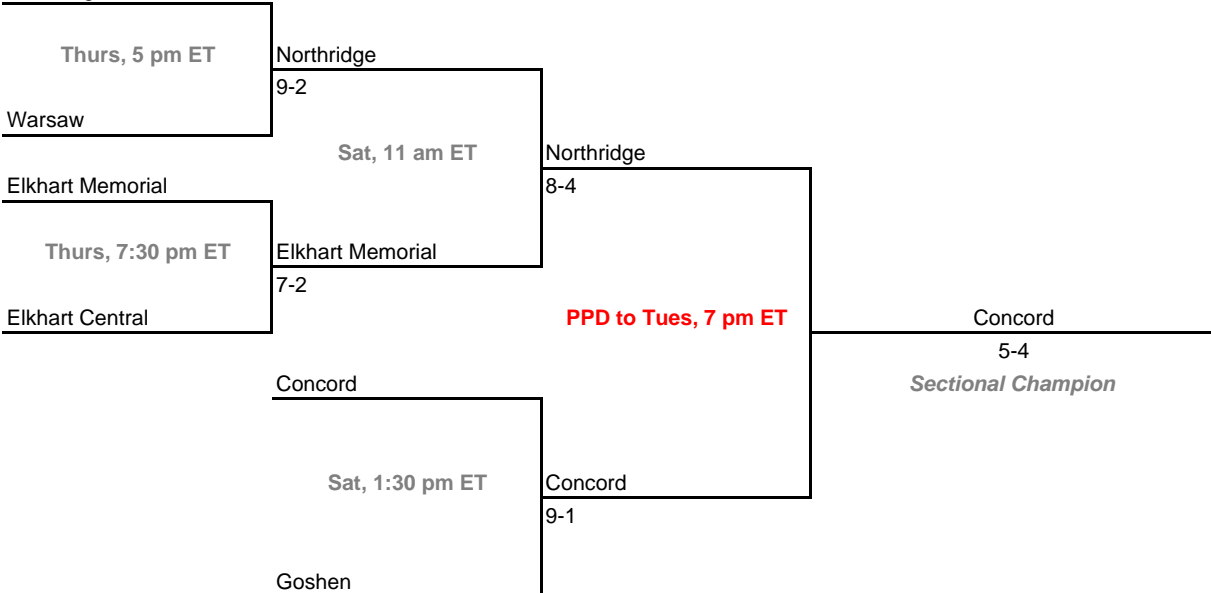 Thurs, 5 pm ET
Northridge
9-2
Warsaw
Sat, 11 am ET
Northridge
Elkhart Memorial
8-4
Thurs, 7:30 pm ET
Elkhart Memorial
7-2
Elkhart Central
PPD to Tues, 7 pm ET
Concord
5-4
Concord
Sectional Champion
Sat, 1:30 pm ET
Concord
9-1
Goshen